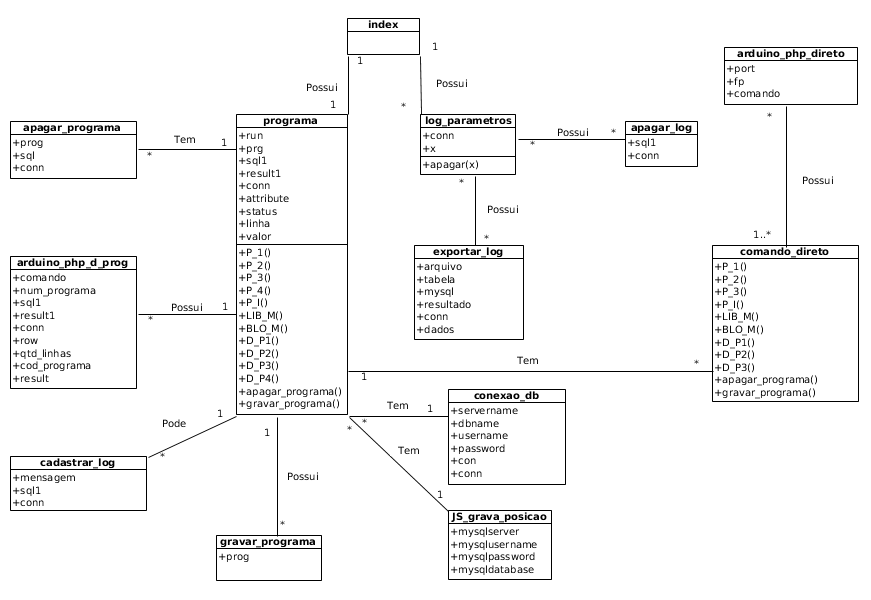 index
1
1
Possui
1
Possui
*
arduino_php_direto
+port
+fp
+comando
*
Possui
1..*
apagar_programa
+prog
+sql
+conn
Tem
1
*
programa
+run
+prg
+sql1
+result1
+conn
+attribute
+status
+linha
+valor
+P_1()
+P_2()
+P_3()
+P_4()
+P_I()
+LIB_M()
+BLO_M()
+D_P1()
+D_P2()
+D_P3()
+D_P4()
+apagar_programa()
+gravar_programa()
log_parametros
+conn
+x
+apagar(x)
Possui
*
*
apagar_log
+sql1
+conn
*
Possui
*
exportar_log
+arquivo
+tabela
+mysql
+resultado
+conn
+dados
comando_direto
+P_1()
+P_2()
+P_3()
+P_I()
+LIB_M()
+BLO_M()
+D_P1()
+D_P2()
+D_P3()
+apagar_programa()
+gravar_programa()
arduino_php_d_prog
+comando
+num_programa
+sql1
+result1
+conn
+row
+qtd_linhas
+cod_programa
+result
Possui
1
*
Tem
1
*
conexao_db
+servername
+dbname
+username
+password
+con
+conn
Tem
1
*
*
Tem
1
JS_grava_posicao
+mysqlserver
+mysqlusername
+mysqlpassword
+mysqldatabase
1
Pode
*
cadastrar_log
+mensagem
+sql1
+conn
1
Possui
*
gravar_programa
+prog